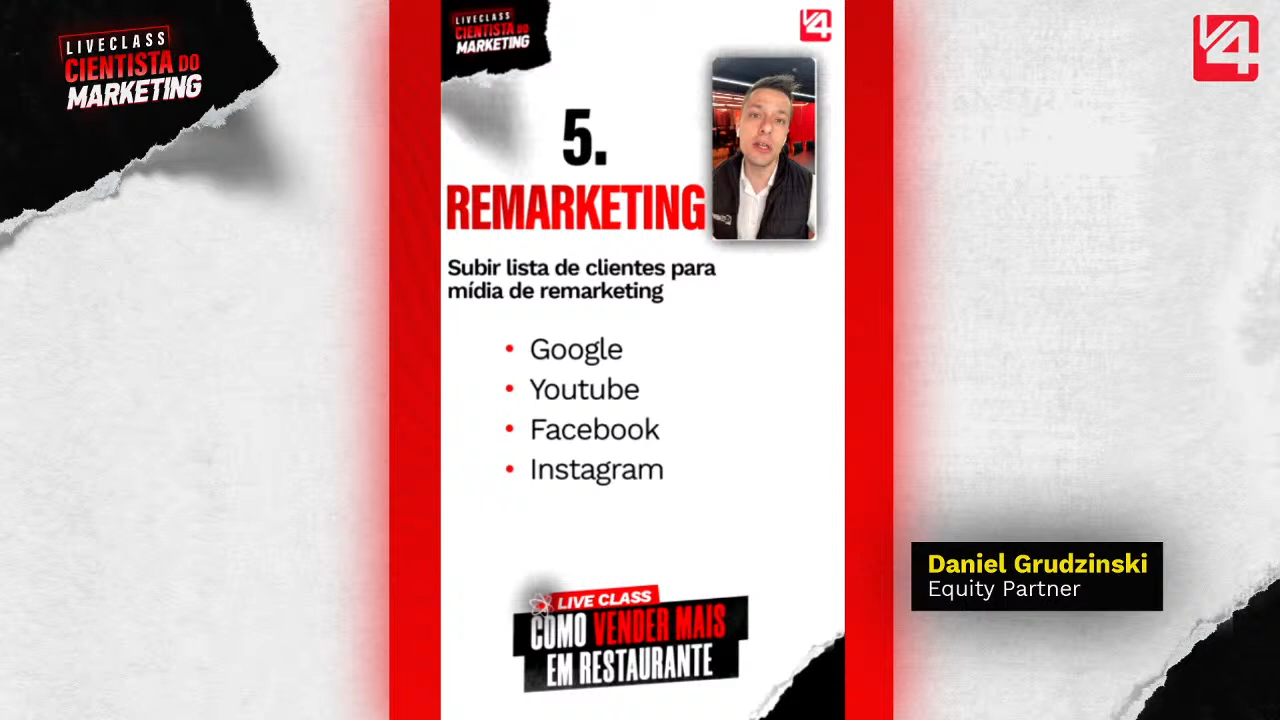 LIVECLASS
CIENTISTA DO
MARKETING
V4
LIVECLASS
CIENTISTA DO
MARKETING
V4
5.
REMARKETING
Subir lista de clientes para
mídia de remarketing
• Google
• Youtube
• Facebook
• Instagram
LIVE CLASS
COMO VENDER MAIS
EM RESTAURANTE
Daniel Grudzinski
Equity Partner